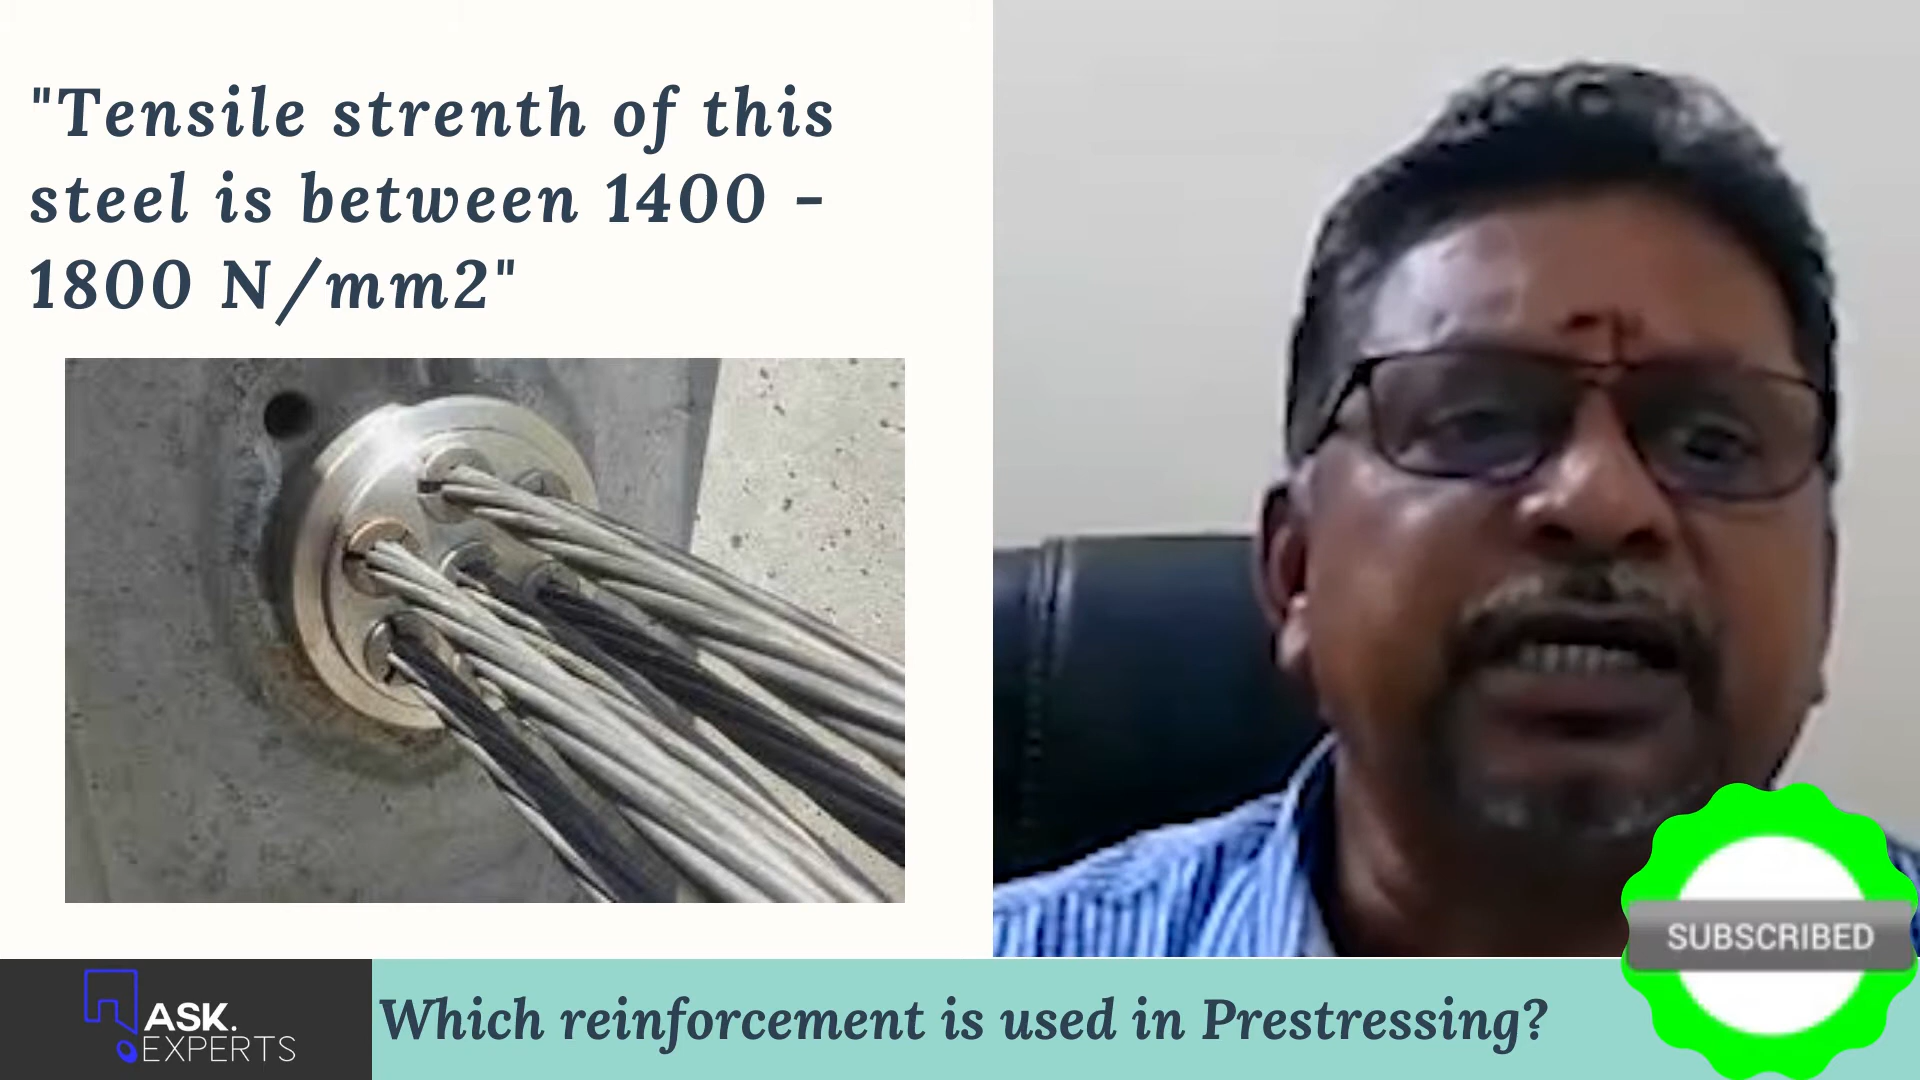 "Tensile strenth of this
steel is between 1400 -
1800 N/mm2"
SUBSCRIBED
ASK.
EXPERTS
Which reinforcement is used in Prestressing?